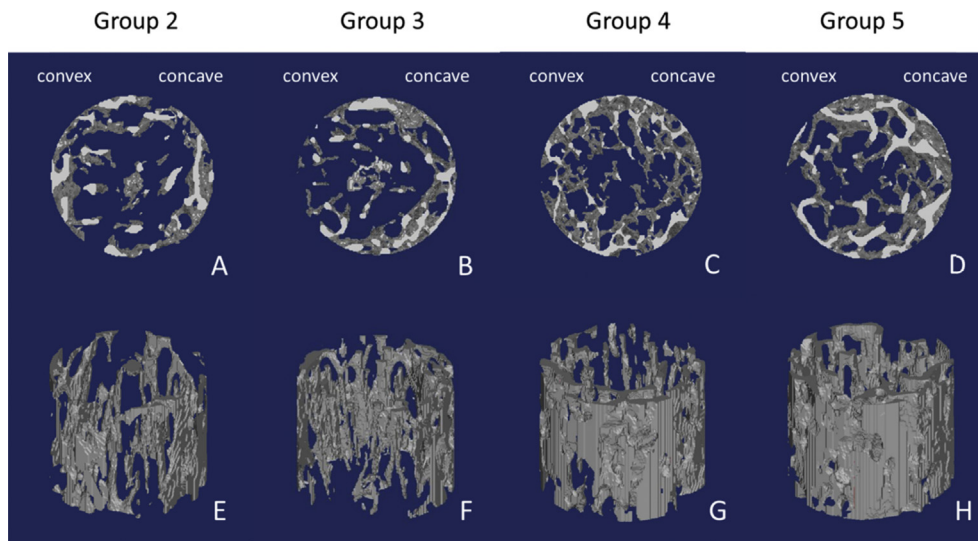 Group 2 Group 3 Group 4 Group 5
convex concave convex concave convex concave convex concave
A B C D
E F G H